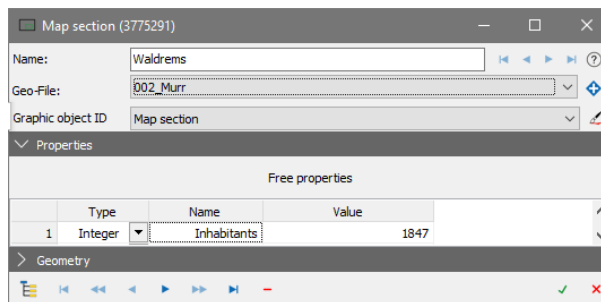 Map section (3775291)
Name: Waldrems
Geo-File: 002_Murr
Graphic object ID Map section
Properties
Free properties
Type Name Value
1 Integer Inhabitants 1847
Geometry